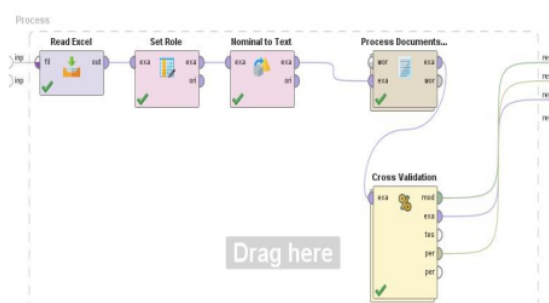 Process
Read Excel
Set Role
Nominal to Text
Process Documents...
inp
fil
out
exa
exa
exa
exa
wor
exa
res
inp
ori
ori
exa
wor
res
res
res
Cross Validation
exa
mod
exa
tes
per
per
Drag here